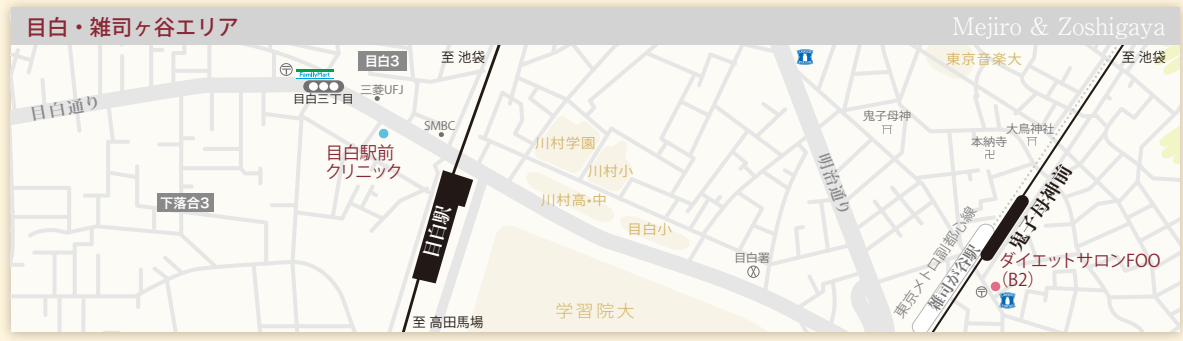 目白・雑司ヶ谷エリア
Mejiro & Zoshigaya
至 池袋
至 池袋
東京音楽大
目白3
FamilyMart
目白三丁目
三菱UFJ
目白通り
SMBC
鬼子母神
大鳥神社
本納寺
川村学園
目白駅前
クリニック
川村小
明治通り
下落合3
川村高・中
目白駅
目白小
鬼子母神前
東京メトロ副都心線
雑司が谷駅
目白署
ダイエットサロンFOO
(B2)
学習院大
至 高田馬場